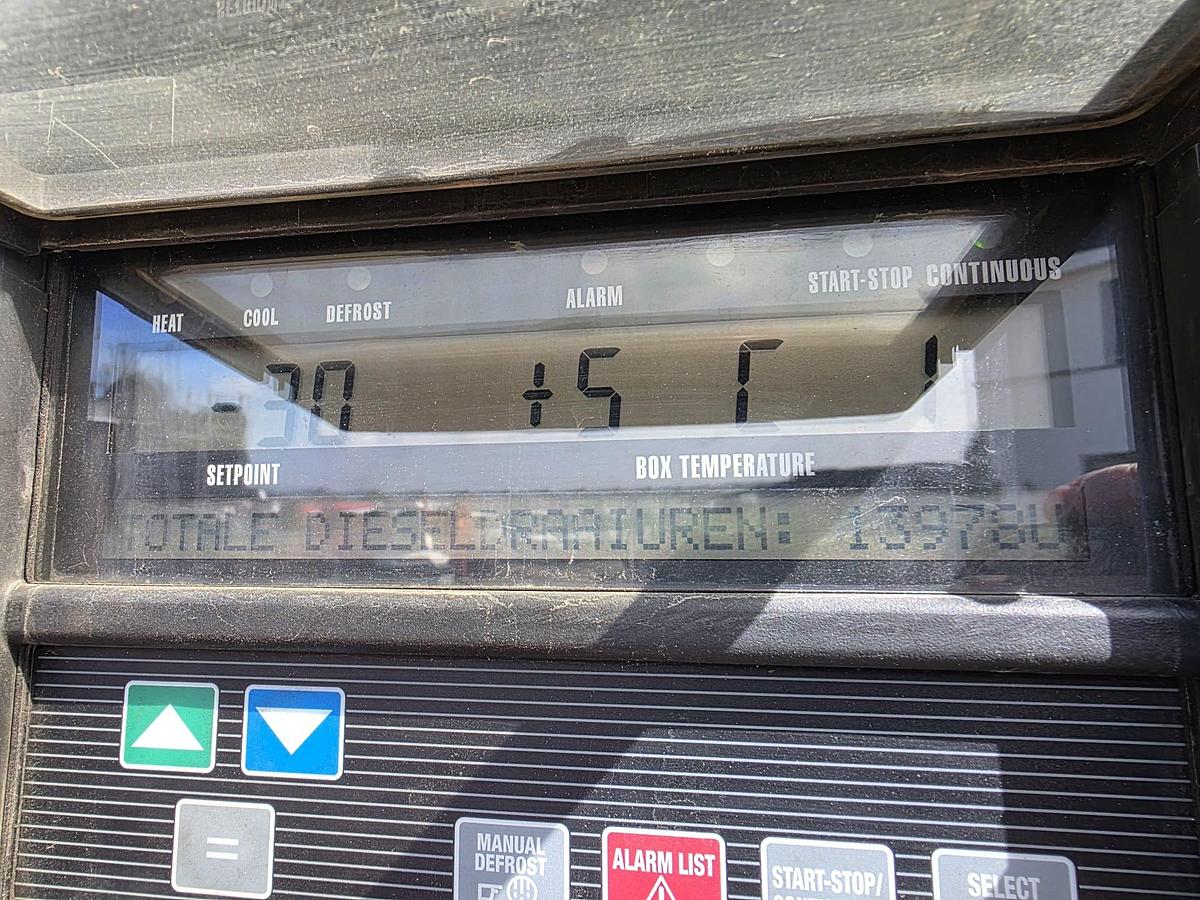 HEAT COOL DEFROST ALARM START-STOP CONTINUOUS
-30 +5 C 1
SETPOINT BOX TEMPERATURE
TOTALE DIESELDRAAIUREN: 13978U
MANUAL
DEFROST
ALARM LIST
START-STOP/
SELECT